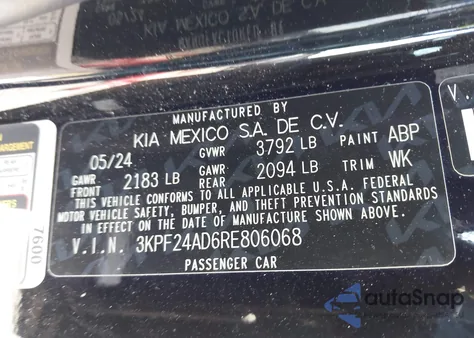 MANUFACTURED BY
KIA MEXICO S.A. DE C.V.
05/24 GVWR 3792 LB PAINT ABP
GAWR FRONT 2183 LB GAWR REAR 2094 LB TRIM WK
THIS VEHICLE CONFORMS TO ALL APPLICABLE U.S.A. FEDERAL
MOTOR VEHICLE SAFETY, BUMPER, AND THEFT PREVENTION STANDARDS
IN EFFECT ON THE DATE OF MANUFACTURE SHOWN ABOVE.
V.I.N. 3KPF24AD6RE806068
PASSENGER CAR
7600
autoSnap